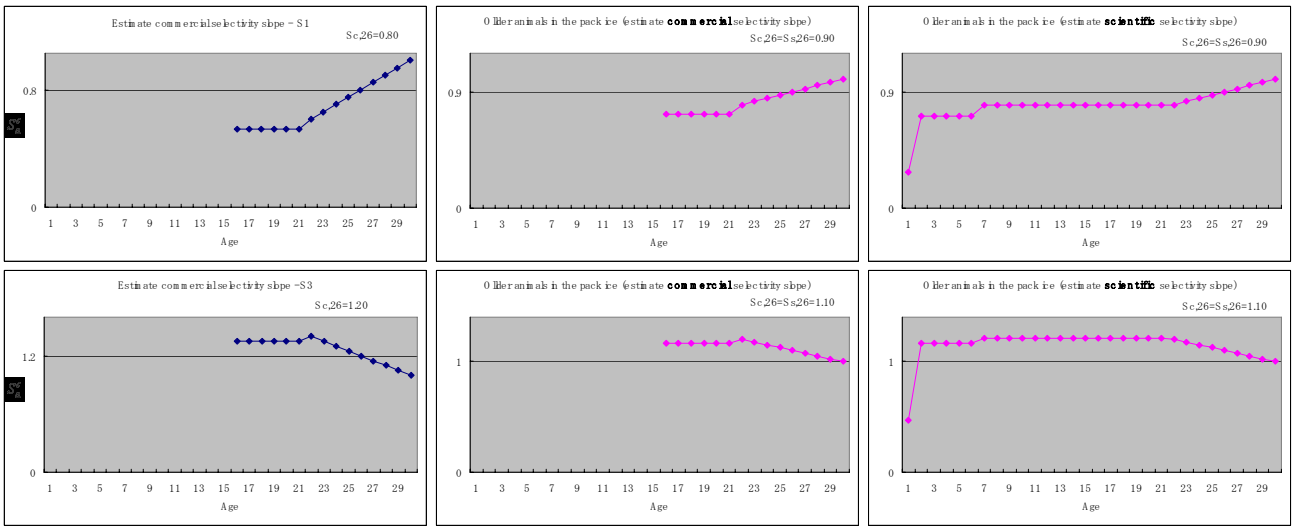 Estimate commercial selectivity slope - S1
Sc,26=0.80
0.8
0
1 3 5 7 9 11 13 15 17 19 21 23 25 27 29
Age
Older animals in the pack ice (estimate commercial selectivity slope)
Sc,26=Ss,26=0.90
0.9
0
1 3 5 7 9 11 13 15 17 19 21 23 25 27 29
Age
Older animals in the pack ice (estimate scientific selectivity slope)
Sc,26=Ss,26=0.90
0.9
0
1 3 5 7 9 11 13 15 17 19 21 23 25 27 29
Age
Estimate commercial selectivity slope - S3
Sc,26=1.20
1.2
0
1 3 5 7 9 11 13 15 17 19 21 23 25 27 29
Age
Older animals in the pack ice (estimate commercial selectivity slope)
Sc,26=Ss,26=1.10
1
0
1 3 5 7 9 11 13 15 17 19 21 23 25 27 29
Age
Older animals in the pack ice (estimate scientific selectivity slope)
Sc,26=Ss,26=1.10
1
0
1 3 5 7 9 11 13 15 17 19 21 23 25 27 29
Age